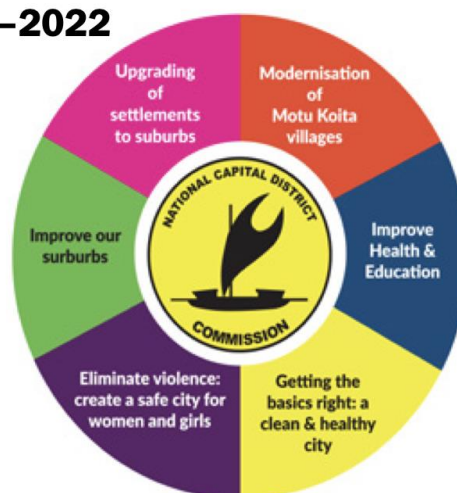 –2022
Upgrading
of
settlements
to suburbs
Modernisation
of
Motu Koita
villages
Improve our
surburbs
NATIONAL CAPITAL DISTRICT
COMMISSION
Improve
Health &
Education
Eliminate violence:
create a safe city for
women and girls
Getting the
basics right: a
clean & healthy
city